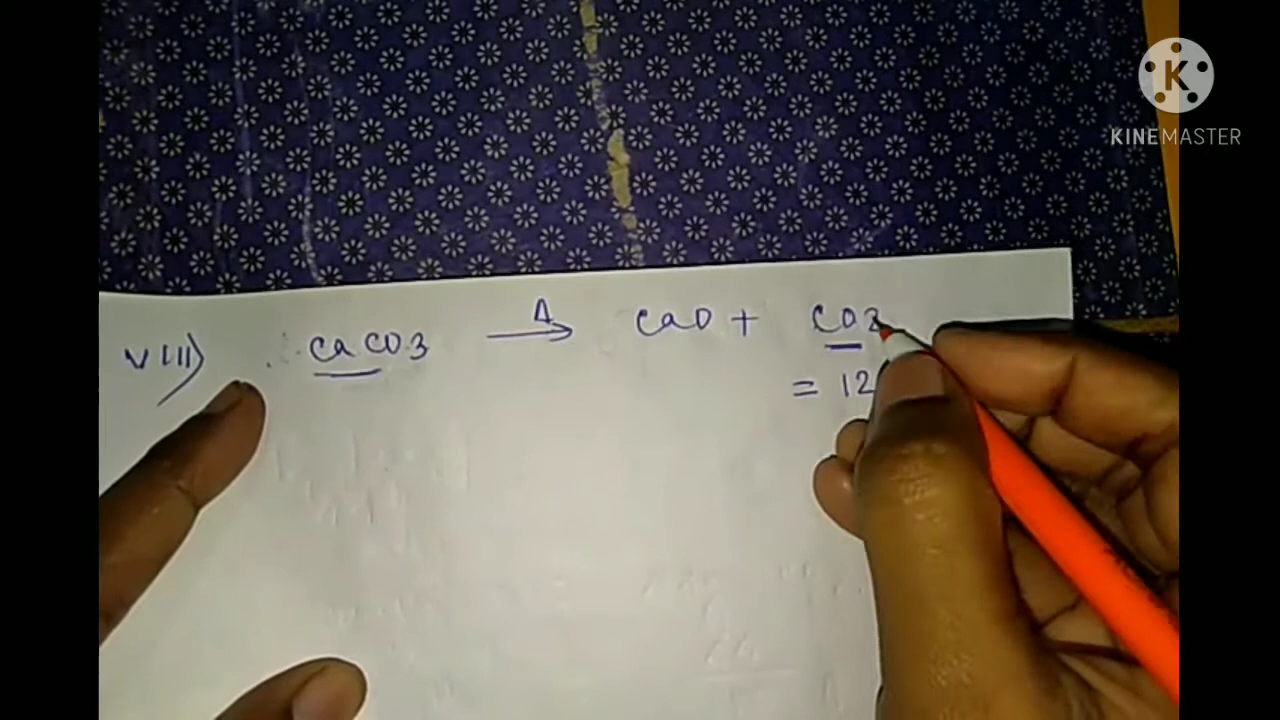 K
KINEMASTER
VIII) CaCO3 →Δ CaO + CO2
= 12